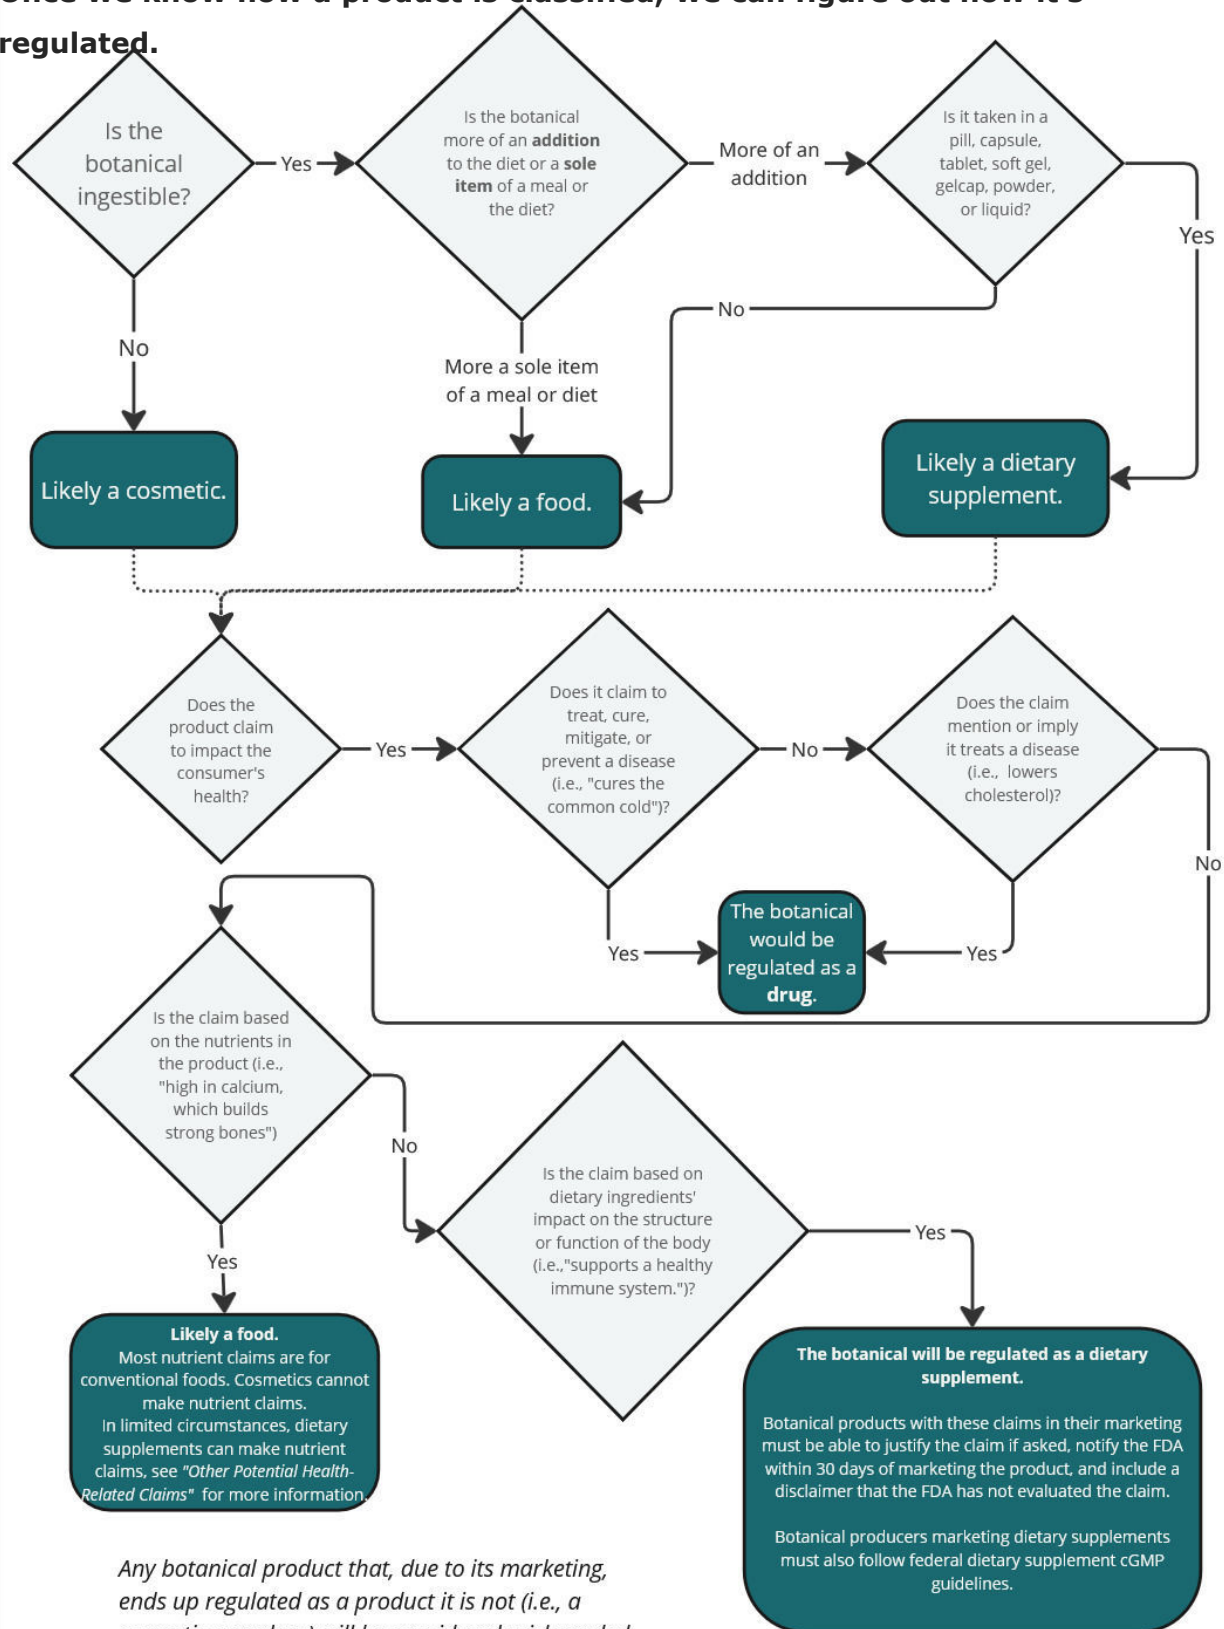 Once we know how a product is classified, we can figure out how it's
regulated.
Is the
botanical
ingestible?
Yes
Is the botanical
more of an addition
to the diet or a sole
item of a meal or
the diet?
More of an
addition
Is it taken in a
pill, capsule,
tablet, soft gel,
gelcap, powder,
or liquid?
Yes
No
No
More a sole item
of a meal or diet
Likely a cosmetic.
Likely a food.
Likely a dietary
supplement.
Does the
product claim
to impact the
consumer's
health?
Yes
Does it claim to
treat, cure,
mitigate, or
prevent a disease
(i.e., "cures the
common cold")?
No
Does the claim
mention or imply
it treats a disease
(i.e., lowers
cholesterol)?
No
Yes
The botanical
would be
regulated as a
drug.
Yes
Is the claim based
on the nutrients in
the product (i.e.,
"high in calcium,
which builds
strong bones")
No
Is the claim based on
dietary ingredients'
impact on the structure
or function of the body
(i.e.,"supports a healthy
immune system.")?
Yes
Yes
Likely a food.
Most nutrient claims are for
conventional foods. Cosmetics cannot
make nutrient claims.
In limited circumstances, dietary
supplements can make nutrient
claims, see "Other Potential Health-
Related Claims" for more information.
The botanical will be regulated as a dietary
supplement.
Botanical products with these claims in their marketing
must be able to justify the claim if asked, notify the FDA
within 30 days of marketing the product, and include a
disclaimer that the FDA has not evaluated the claim.
Botanical producers marketing dietary supplements
must also follow federal dietary supplement cGMP
guidelines.
Any botanical product that, due to its marketing,
ends up regulated as a product it is not (i.e., a